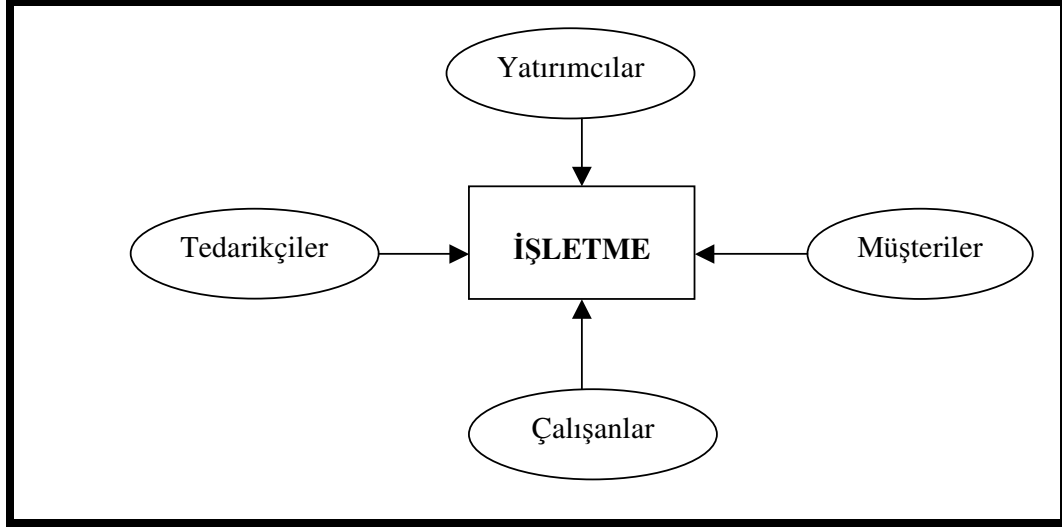 Yatırımcılar
Tedarikçiler
İŞLETME
Müşteriler
Çalışanlar